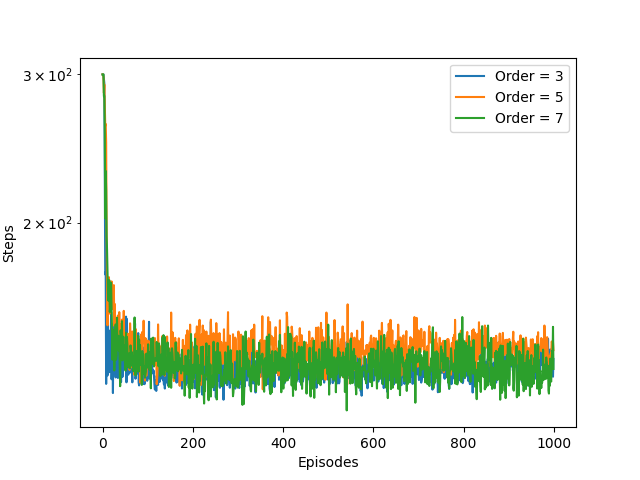 3 × 10²
2 × 10²
Steps
Order = 3
Order = 5
Order = 7
0 200 400 600 800 1000
Episodes